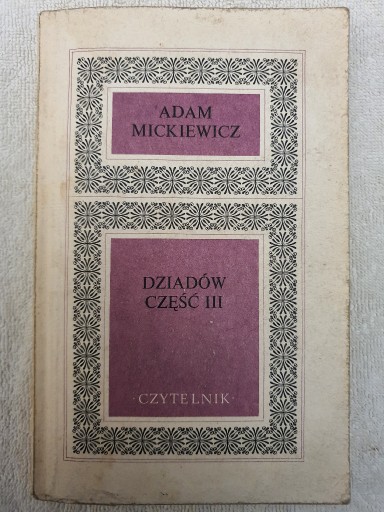 ADAM
MICKIEWICZ
DZIADÓW
CZĘŚĆ III
·CZYTELNIK·